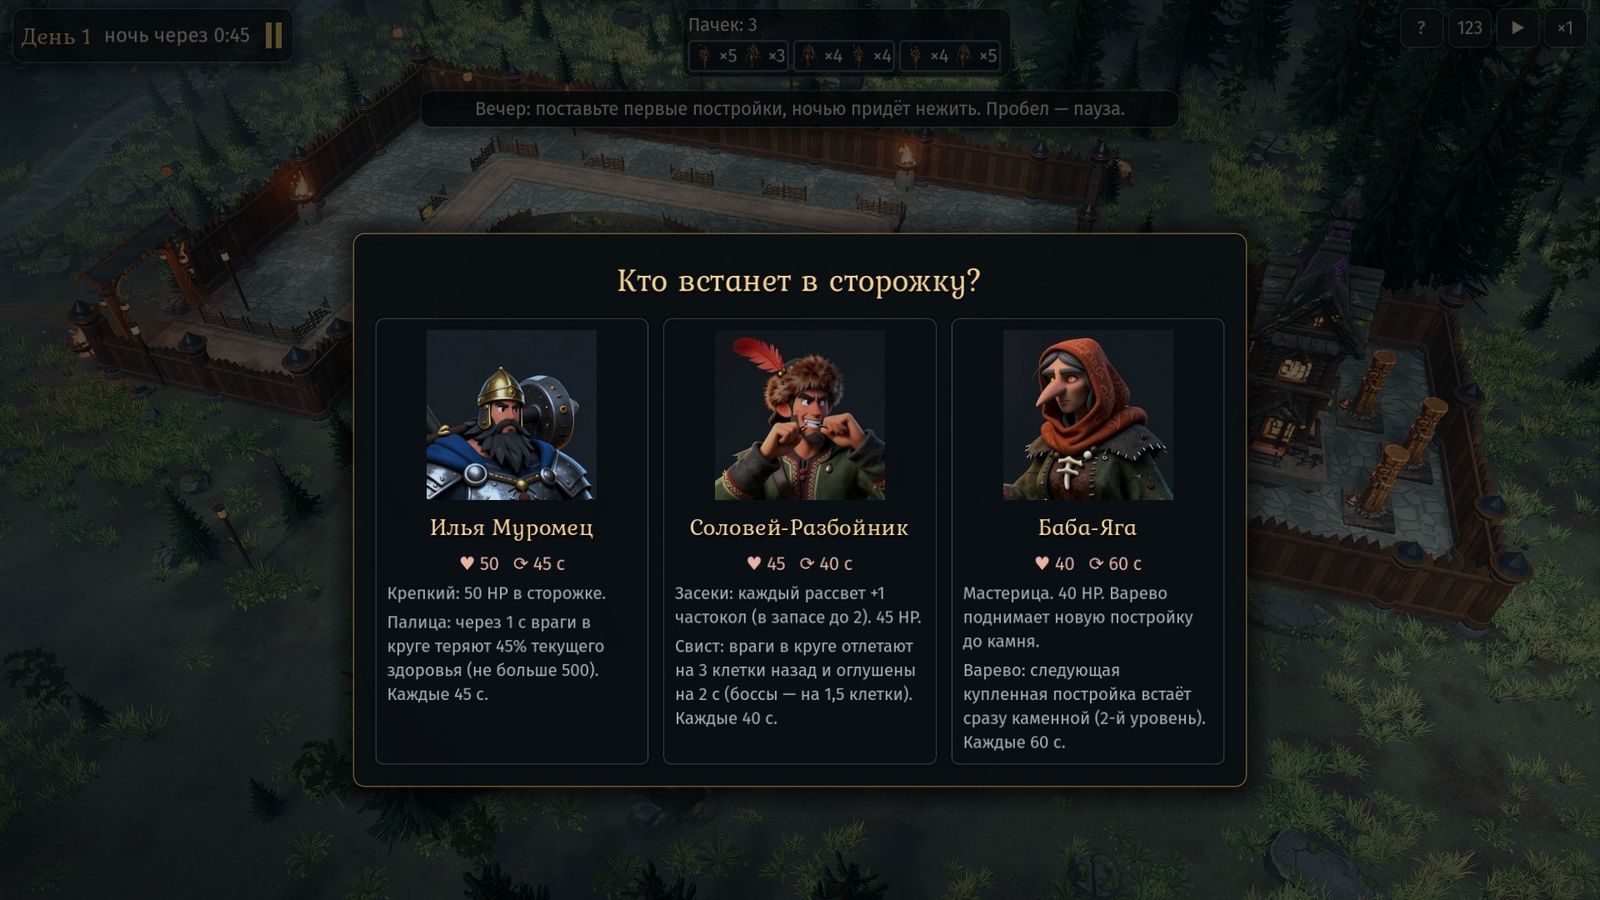 День 1 ночь через 0:45
Пачек: 3
×5 ×3 ×4 ×4 ×4 ×5
? 123 ×1
Вечер: поставьте первые постройки, ночью придёт нежить. Пробел — пауза.
Кто встанет в сторожку?
Илья Муромец
♥ 50 ⟳ 45 с
Крепкий: 50 HP в сторожке.
Палица: через 1 с враги в
круге теряют 45% текущего
здоровья (не больше 500).
Каждые 45 с.
Соловей-Разбойник
♥ 45 ⟳ 40 с
Засеки: каждый рассвет +1
частокол (в запасе до 2). 45 HP.
Свист: враги в круге отлетают
на 3 клетки назад и оглушены
на 2 с (боссы — на 1,5 клетки).
Каждые 40 с.
Баба-Яга
♥ 40 ⟳ 60 с
Мастерица. 40 HP. Варево
поднимает новую постройку
до камня.
Варево: следующая
купленная постройка встаёт
сразу каменной (2-й уровень).
Каждые 60 с.